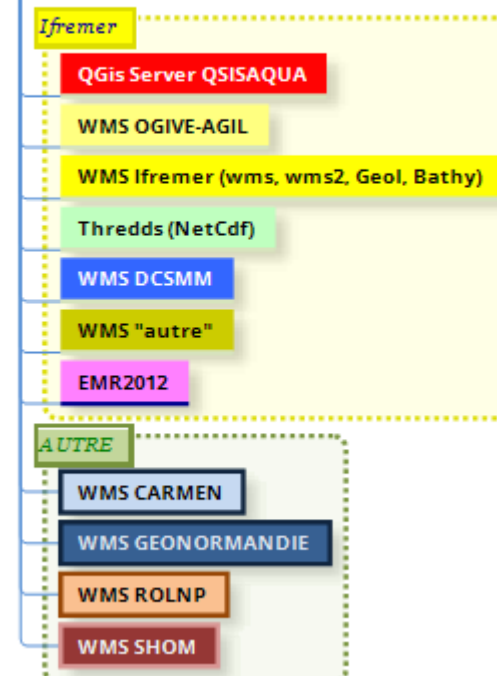 Ifremer
QGis Server QSISAQUA
WMS OGIVE-AGIL
WMS Ifremer (wms, wms2, Geol, Bathy)
Thredds (NetCdf)
WMS DCSMM
WMS "autre"
EMR2012
AUTRE
WMS CARMEN
WMS GEONORMANDIE
WMS ROLNP
WMS SHOM